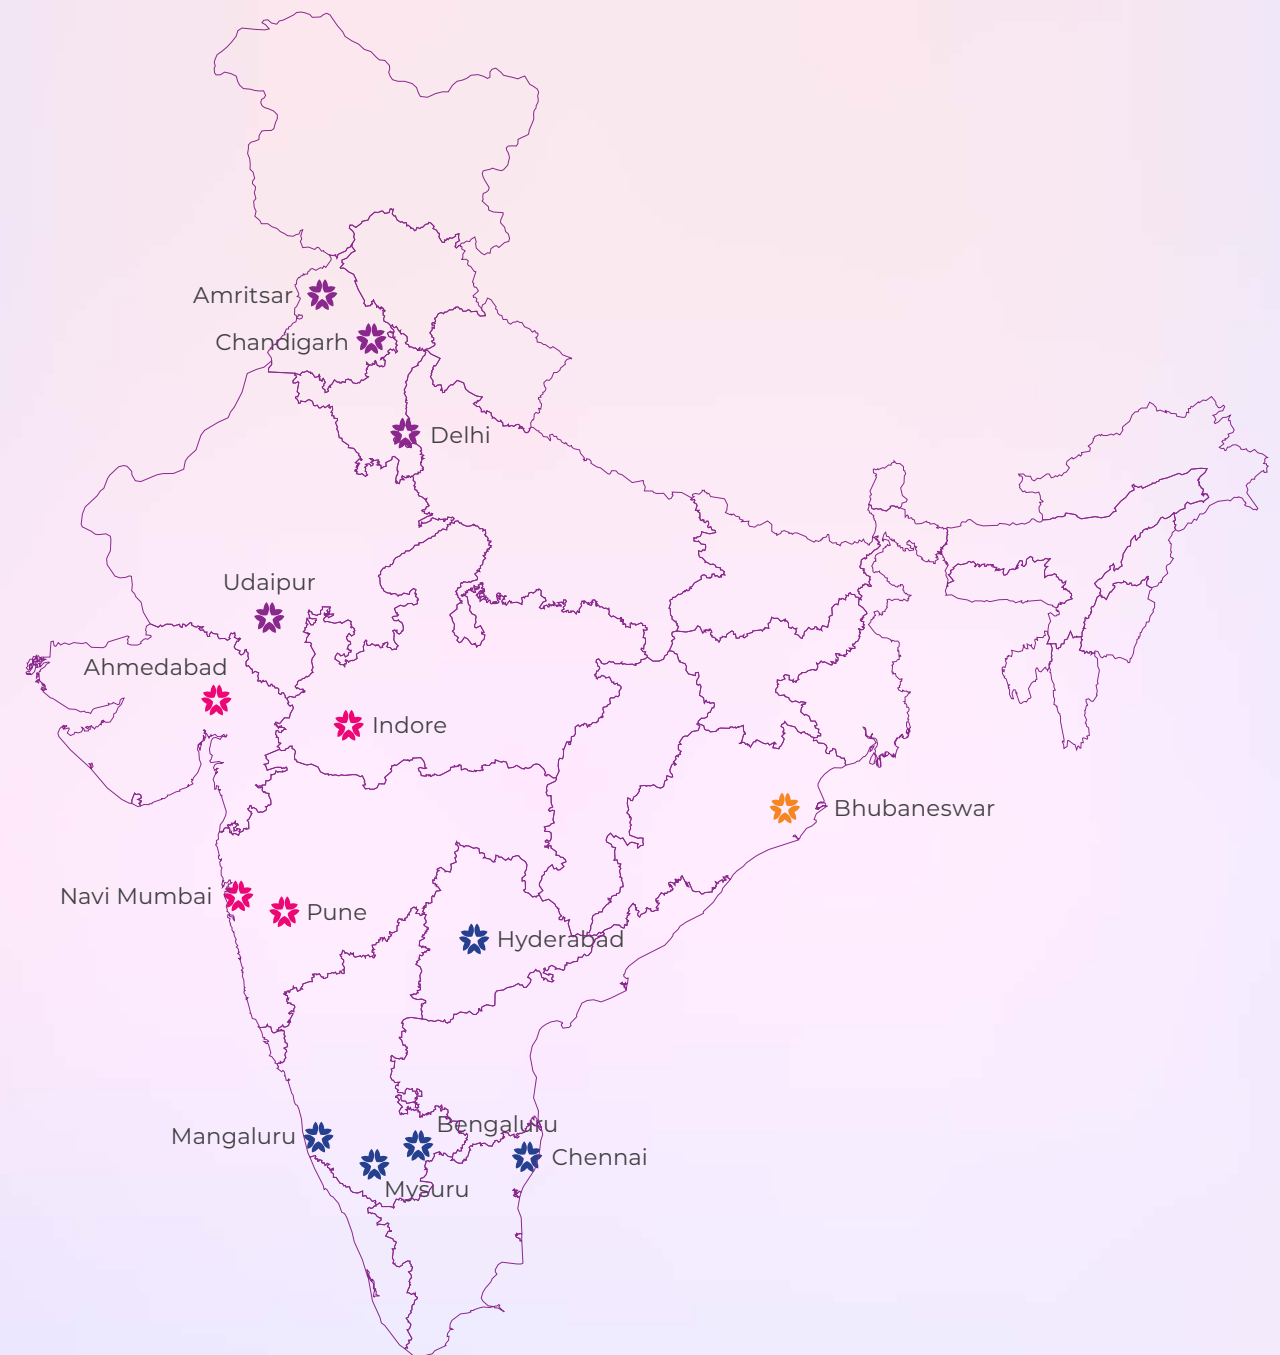 Amritsar
Chandigarh
Delhi
Udaipur
Ahmedabad
Indore
Bhubaneswar
Navi Mumbai
Pune
Hyderabad
Bengaluru
Mangaluru
Chennai
Mysuru